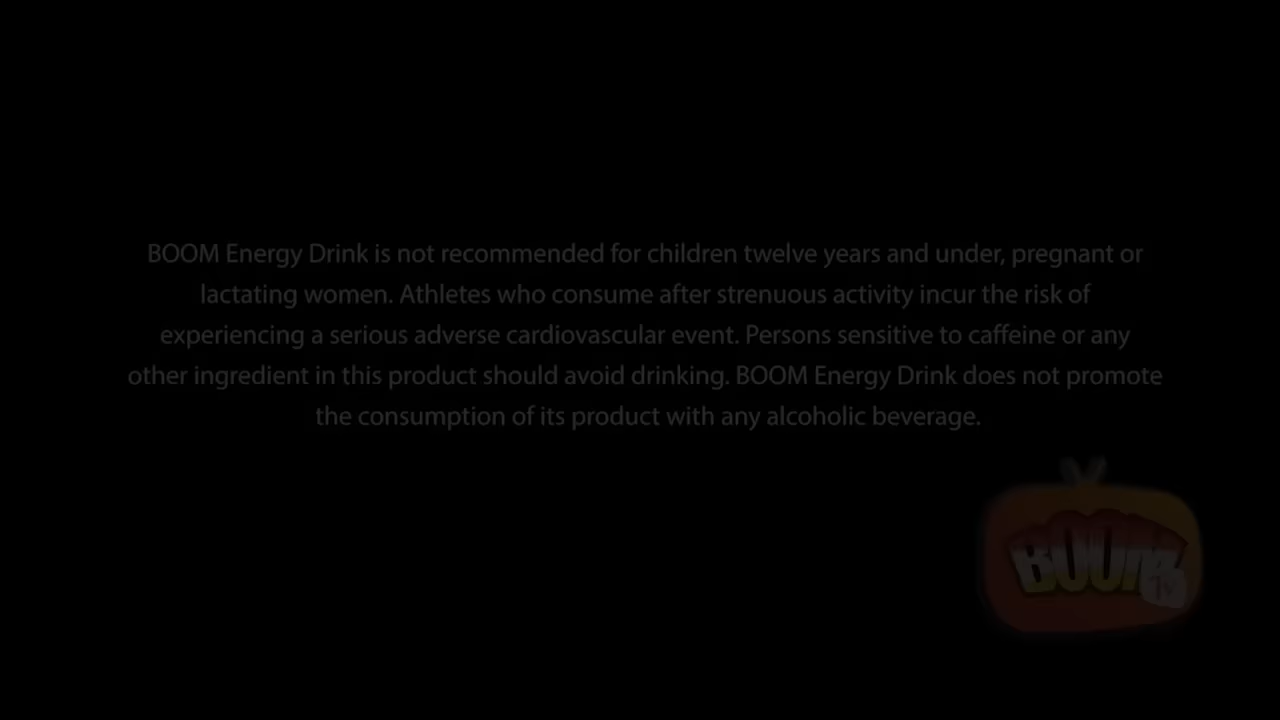 BOOM Energy Drink is not recommended for children twelve years and under, pregnant or
lactating women. Athletes who consume after strenuous activity incur the risk of
experiencing a serious adverse cardiovascular event. Persons sensitive to caffeine or any
other ingredient in this product should avoid drinking. BOOM Energy Drink does not promote
the consumption of its product with any alcoholic beverage.
BOOM
TV